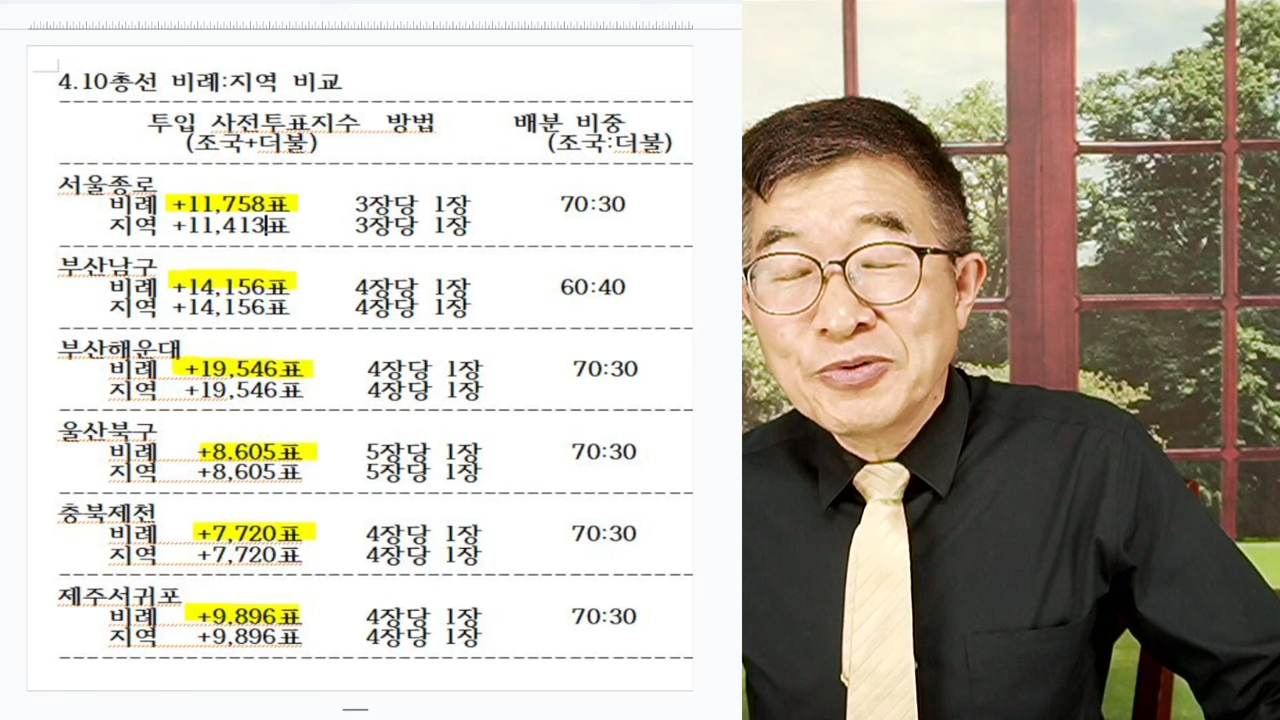 4.10총선 비례:지역 비교
투입 사전투표지수 방법 배분 비중
(조국+더불) (조국:더불)
서울종로
비례 +11,758표 3장당 1장 70:30
지역 +11,413표 3장당 1장
부산남구
비례 +14,156표 4장당 1장 60:40
지역 +14,156표 4장당 1장
부산해운대
비례 +19,546표 4장당 1장 70:30
지역 +19,546표 4장당 1장
울산북구
비례 +8,605표 5장당 1장 70:30
지역 +8,605표 5장당 1장
충북제천
비례 +7,720표 4장당 1장 70:30
지역 +7,720표 4장당 1장
제주서귀포
비례 +9,896표 4장당 1장 70:30
지역 +9,896표 4장당 1장